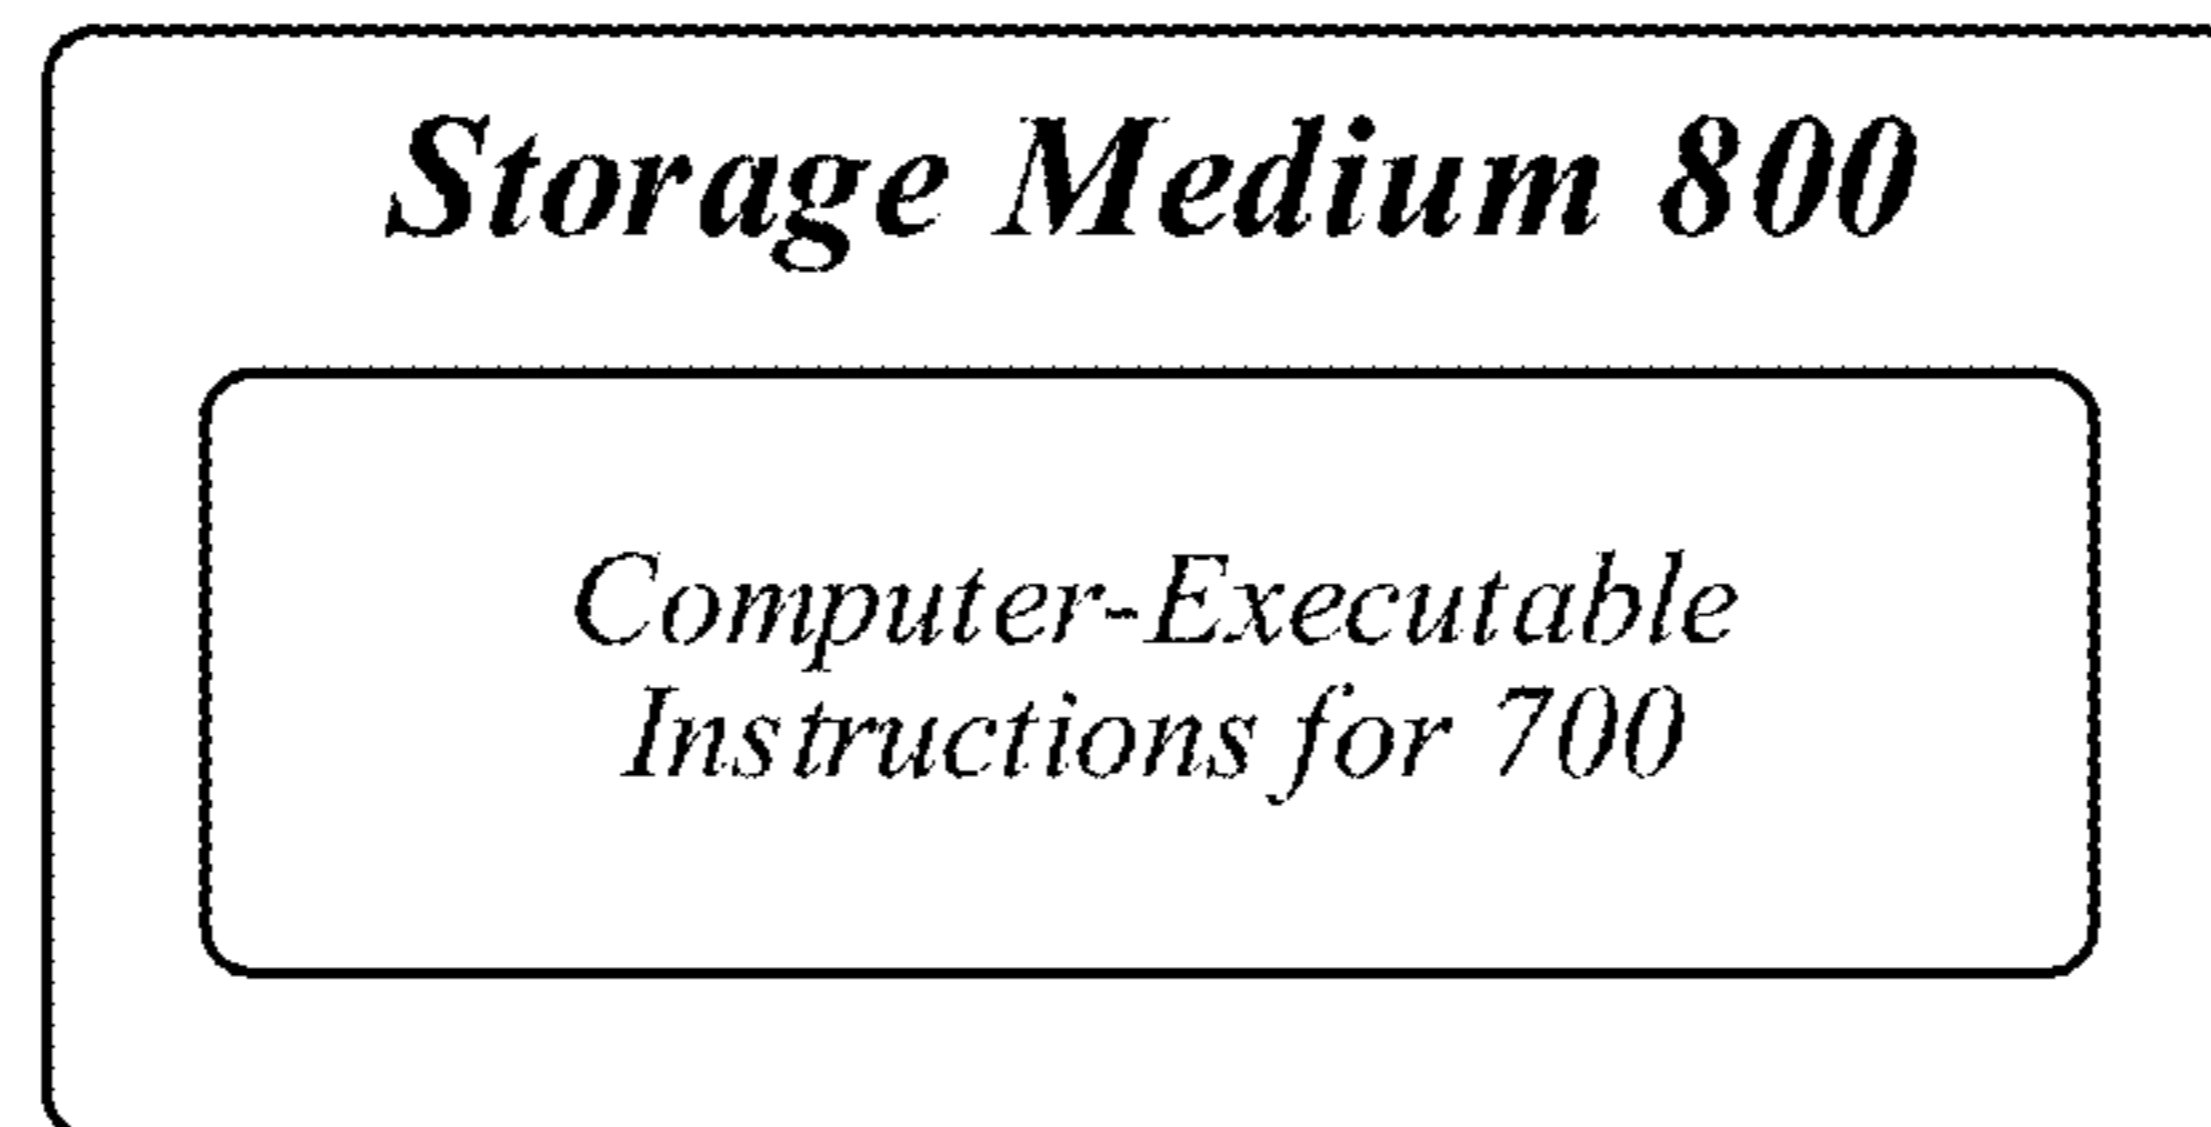 Storage Medium 800
Computer-Executable
Instructions for 700